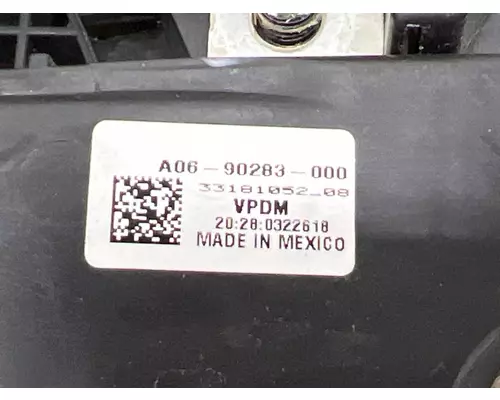 A06-90283-000
33181052_08
VPDM
20:28:0322618
MADE IN MEXICO